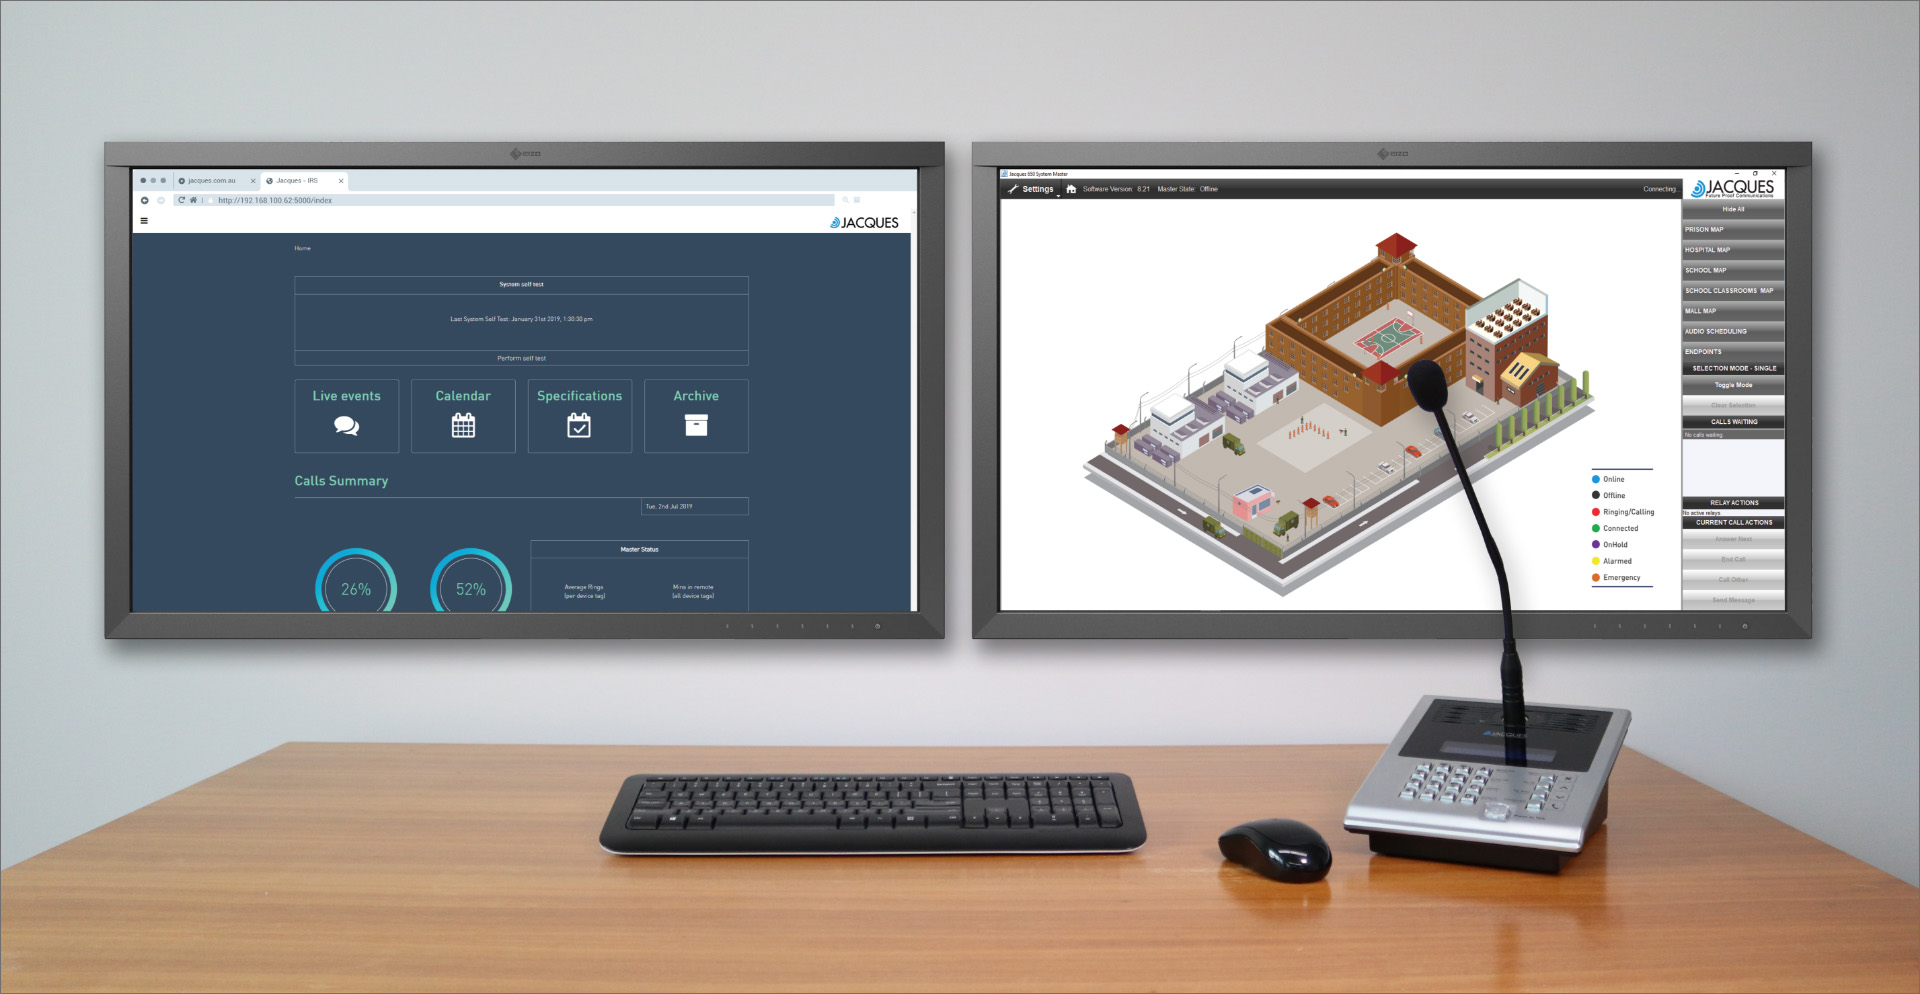 EIZO
jacques.com.au
Jacques - IRS
http://192.168.100.62:5000/index
JACQUES
Home
System self test
Last System Self Test: January 31st 2019, 1:30:30 pm
Perform self test
Live events
Calendar
Specifications
Archive
Calls Summary
Tue. 2nd Jul 2019
26%
52%
Master Status
Average Rings
(per device tag)
Mins in remote
(all device tags)
EIZO
Jacques 650 System Master
Settings
Software Version: 8.21
Master State: Offline
Connecting...
JACQUES
Future Proof Communications
Hide All
PRISON MAP
HOSPITAL MAP
SCHOOL MAP
SCHOOL CLASSROOMS MAP
MALL MAP
AUDIO SCHEDULING
ENDPOINTS
SELECTION MODE - SINGLE
Toggle Mode
Clear Selection
CALLS WAITING
No calls waiting.
RELAY ACTIONS
No active relays.
CURRENT CALL ACTIONS
Answer Next
End Call
Call Other
Send Message
Online
Offline
Ringing/Calling
Connected
OnHold
Alarmed
Emergency
JACQUES